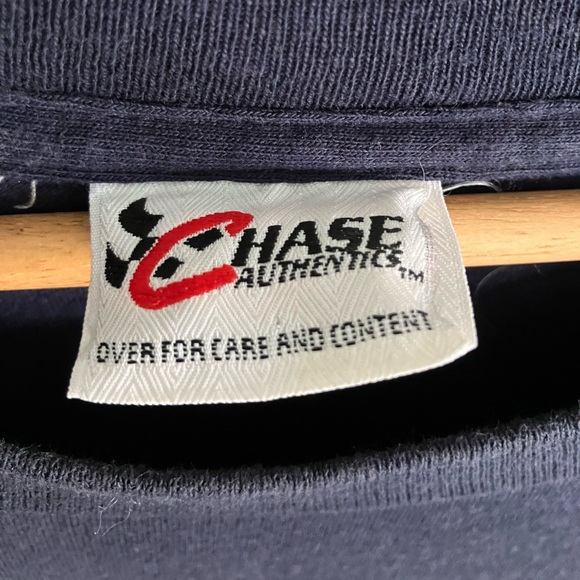 CHASE
AUTHENTICS™
OVER FOR CARE AND CONTENT